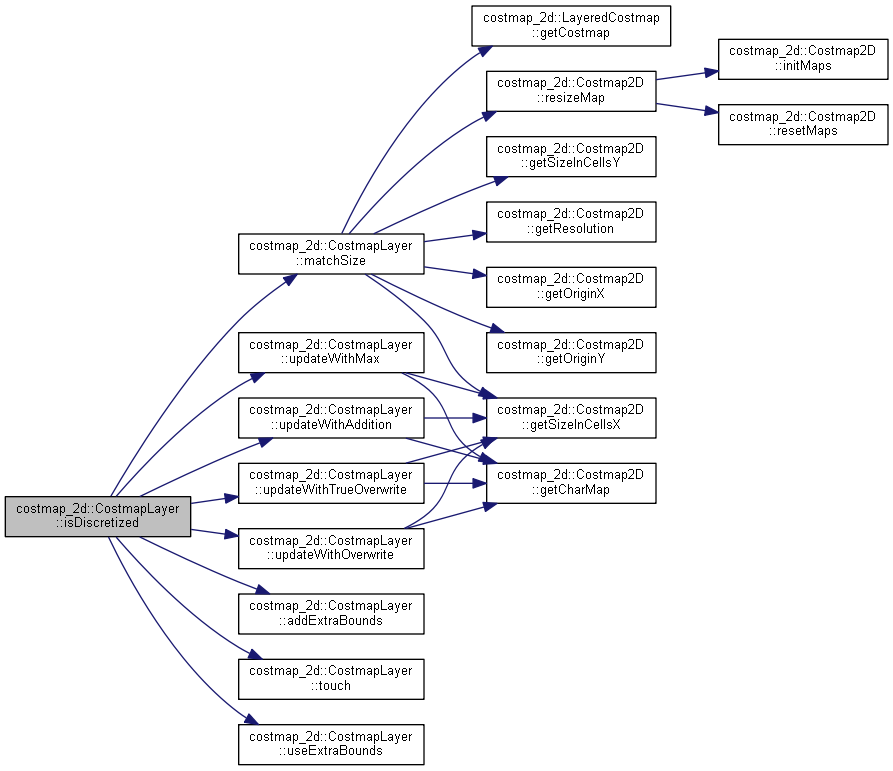 costmap_2d::CostmapLayer
::isDiscretized
costmap_2d::CostmapLayer
::matchSize
costmap_2d::LayeredCostmap
::getCostmap
costmap_2d::Costmap2D
::resizeMap
costmap_2d::Costmap2D
::initMaps
costmap_2d::Costmap2D
::resetMaps
costmap_2d::Costmap2D
::getSizeInCellsY
costmap_2d::Costmap2D
::getResolution
costmap_2d::Costmap2D
::getOriginX
costmap_2d::Costmap2D
::getOriginY
costmap_2d::Costmap2D
::getSizeInCellsX
costmap_2d::Costmap2D
::getCharMap
costmap_2d::CostmapLayer
::updateWithMax
costmap_2d::CostmapLayer
::updateWithAddition
costmap_2d::CostmapLayer
::updateWithTrueOverwrite
costmap_2d::CostmapLayer
::updateWithOverwrite
costmap_2d::CostmapLayer
::addExtraBounds
costmap_2d::CostmapLayer
::touch
costmap_2d::CostmapLayer
::useExtraBounds